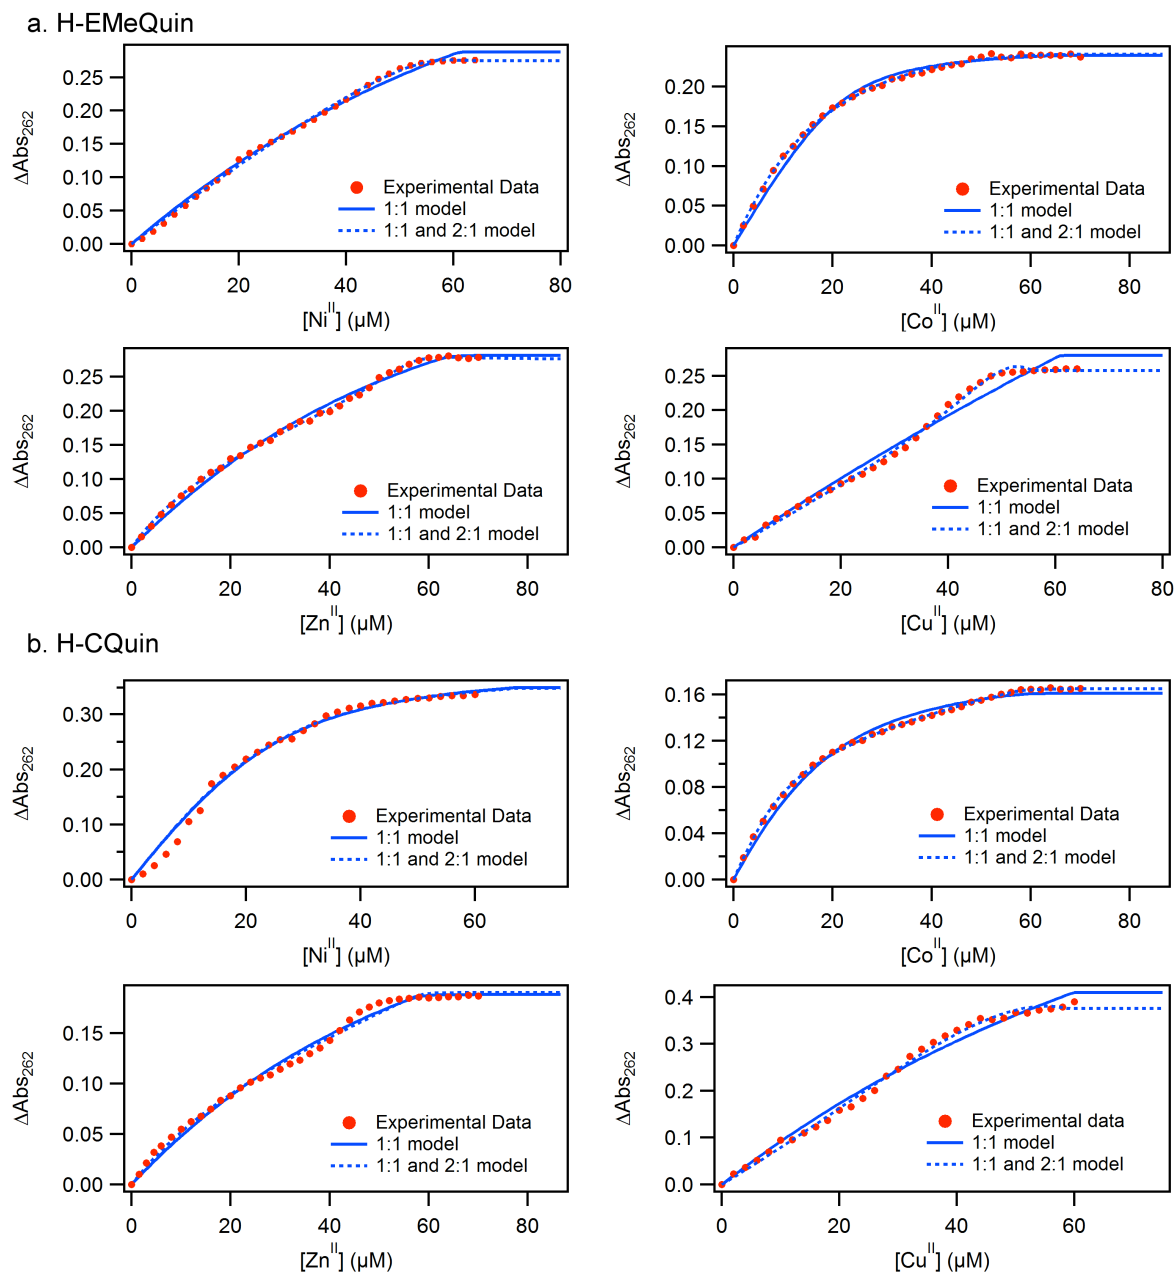 a. H-EMeQuin
ΔAbs262
0.25
0.20
0.15
0.10
0.05
0.00
Experimental Data
1:1 model
1:1 and 2:1 model
0 20 40 60 80
[NiII] (µM)
ΔAbs262
0.20
0.15
0.10
0.05
0.00
Experimental Data
1:1 model
1:1 and 2:1 model
0 20 40 60 80
[CoII] (µM)
ΔAbs262
0.25
0.20
0.15
0.10
0.05
0.00
Experimental Data
1:1 model
1:1 and 2:1 model
0 20 40 60 80
[ZnII] (µM)
ΔAbs262
0.25
0.20
0.15
0.10
0.05
0.00
Experimental Data
1:1 model
1:1 and 2:1 model
0 20 40 60 80
[CuII] (µM)
b. H-CQuin
ΔAbs262
0.30
0.20
0.10
0.00
Experimental Data
1:1 model
1:1 and 2:1 model
0 20 40 60
[NiII] (µM)
ΔAbs262
0.16
0.12
0.08
0.04
0.00
Experimental Data
1:1 model
1:1 and 2:1 model
0 20 40 60 80
[CoII] (µM)
ΔAbs262
0.15
0.10
0.05
0.00
Experimental Data
1:1 model
1:1 and 2:1 model
0 20 40 60 80
[ZnII] (µM)
ΔAbs262
0.4
0.3
0.2
0.1
0.0
Experimental data
1:1 model
1:1 and 2:1 model
0 20 40 60
[CuII] (µM)